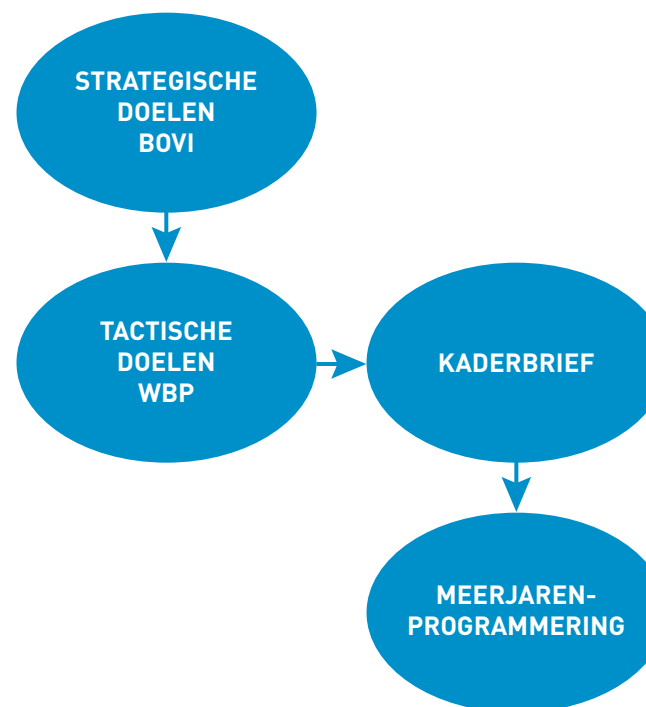 STRATEGISCHE
DOELEN
BOVI
TACTISCHE
DOELEN
WBP
KADERBRIEF
MEERJAREN-
PROGRAMMERING